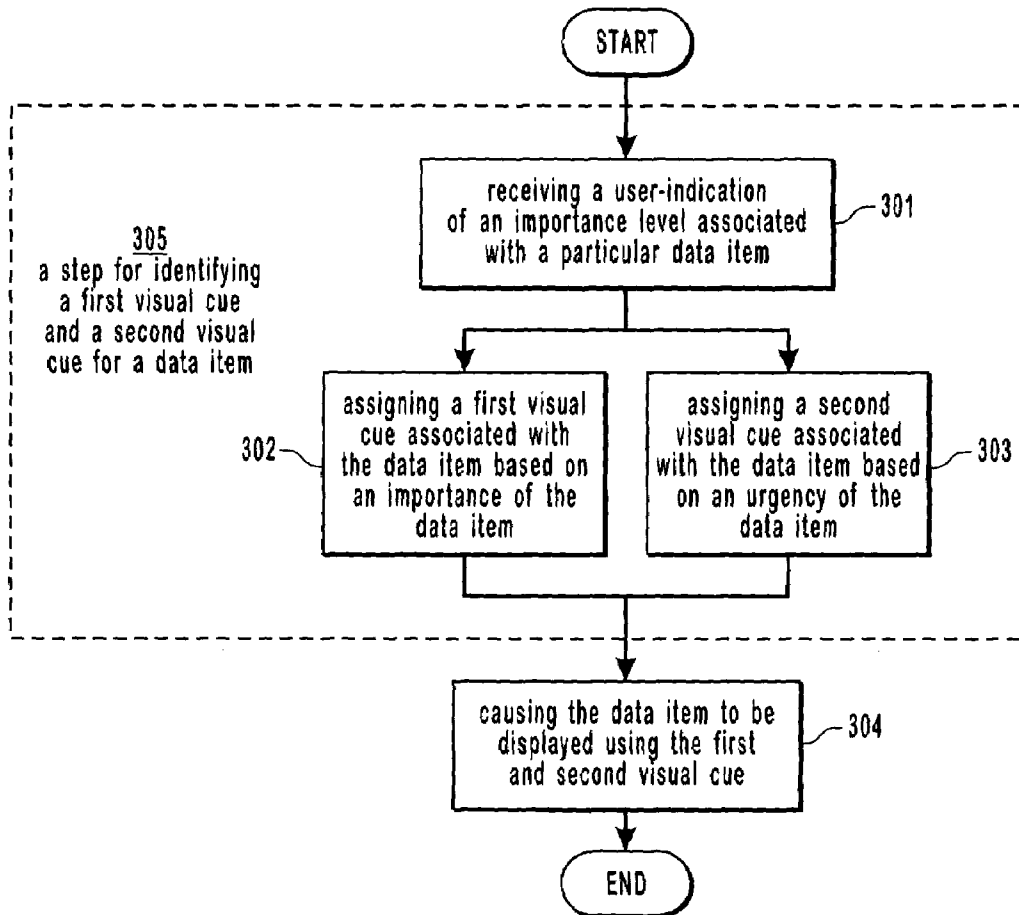 START
receiving a user-indication
of an importance level associated
with a particular data item
301
305
a step for identifying
a first visual cue
and a second visual
cue for a data item
assigning a first visual
cue associated with
the data item based on
an importance of the
data item
302
assigning a second
visual cue associated
with the data item based
on an urgency of the
data item
303
causing the data item to be
displayed using the first
and second visual cue
304
END